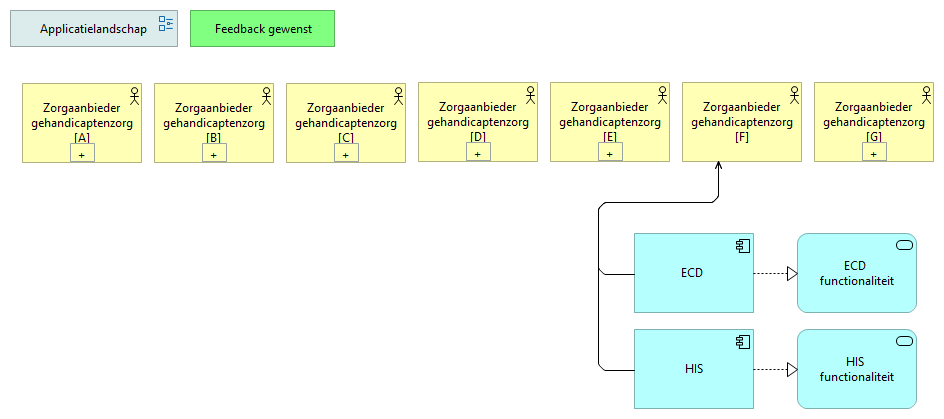 Applicatielandschap
Feedback gewenst
Zorgaanbieder
gehandicaptenzorg
[A]
+
Zorgaanbieder
gehandicaptenzorg
[B]
+
Zorgaanbieder
gehandicaptenzorg
[C]
+
Zorgaanbieder
gehandicaptenzorg
[D]
+
Zorgaanbieder
gehandicaptenzorg
[E]
+
Zorgaanbieder
gehandicaptenzorg
[F]
Zorgaanbieder
gehandicaptenzorg
[G]
+
ECD
ECD
functionaliteit
HIS
HIS
functionaliteit